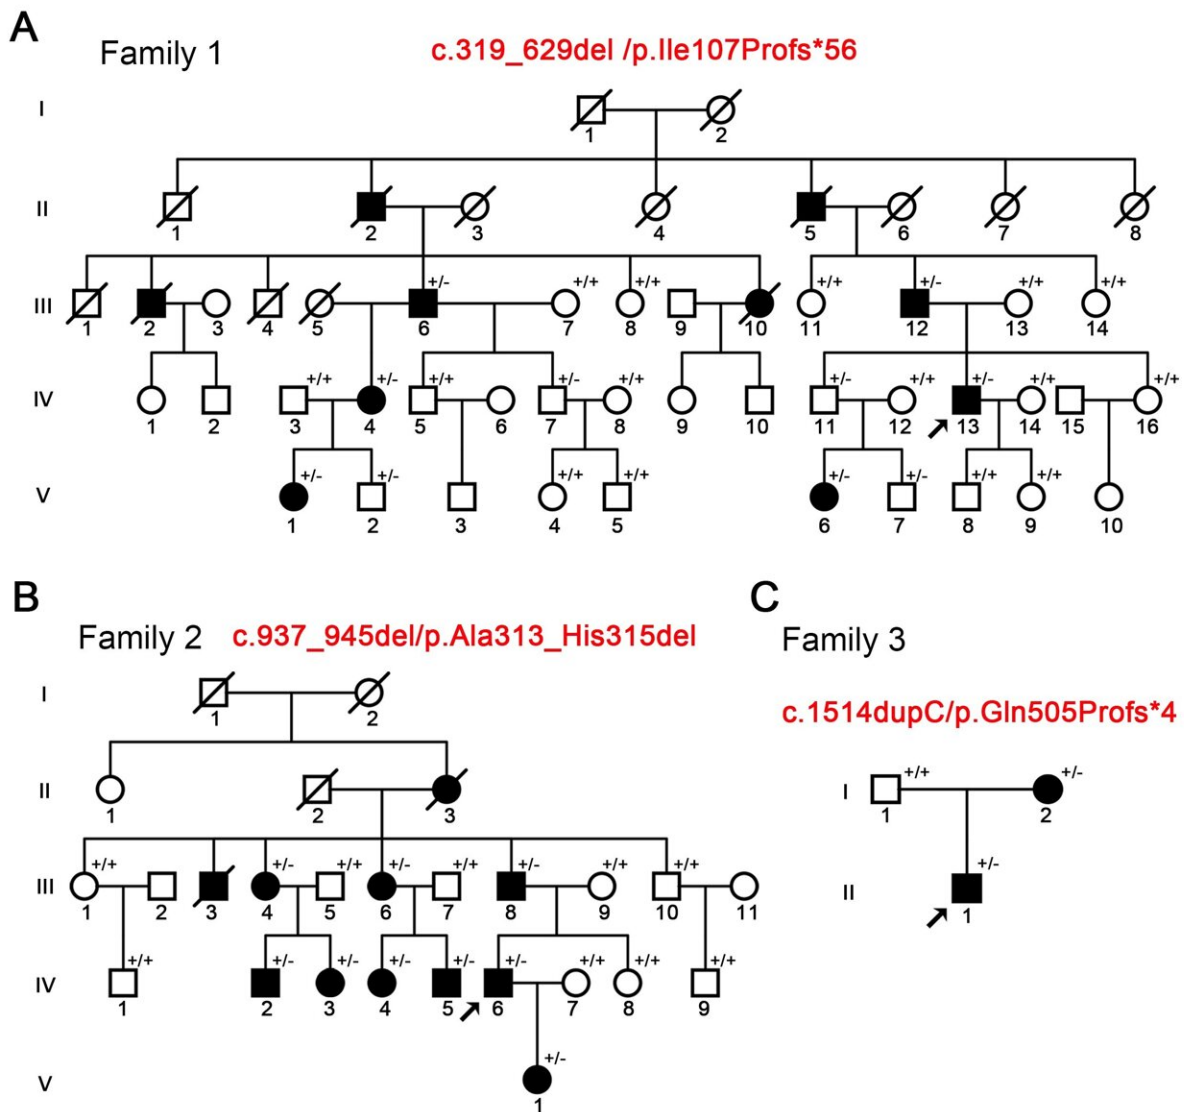 A
Family 1 c.319_629del /p.Ile107Profs*56
I
1 2
II
1 2 3 4 5 6 7 8
+/- +/+ +/+ +/+ +/- +/+ +/+
III
1 2 3 4 5 6 7 8 9 10 11 12 13 14
+/+ +/- +/+ +/- +/+ +/- +/+ +/- +/+ +/+
IV
1 2 3 4 5 6 7 8 9 10 11 12 13 14 15 16
+/- +/- +/+ +/+ +/- +/- +/+ +/+
V
1 2 3 4 5 6 7 8 9 10
B
Family 2 c.937_945del/p.Ala313_His315del
I
1 2
II
1 2 3
+/+ +/- +/+ +/- +/+ +/- +/+ +/+
III
1 2 3 4 5 6 7 8 9 10 11
+/+ +/- +/- +/- +/- +/- +/+ +/+ +/+
IV
1 2 3 4 5 6 7 8 9
+/-
V
1
C
Family 3
c.1514dupC/p.Gln505Profs*4
+/+ +/-
I
1 2
+/-
II
1